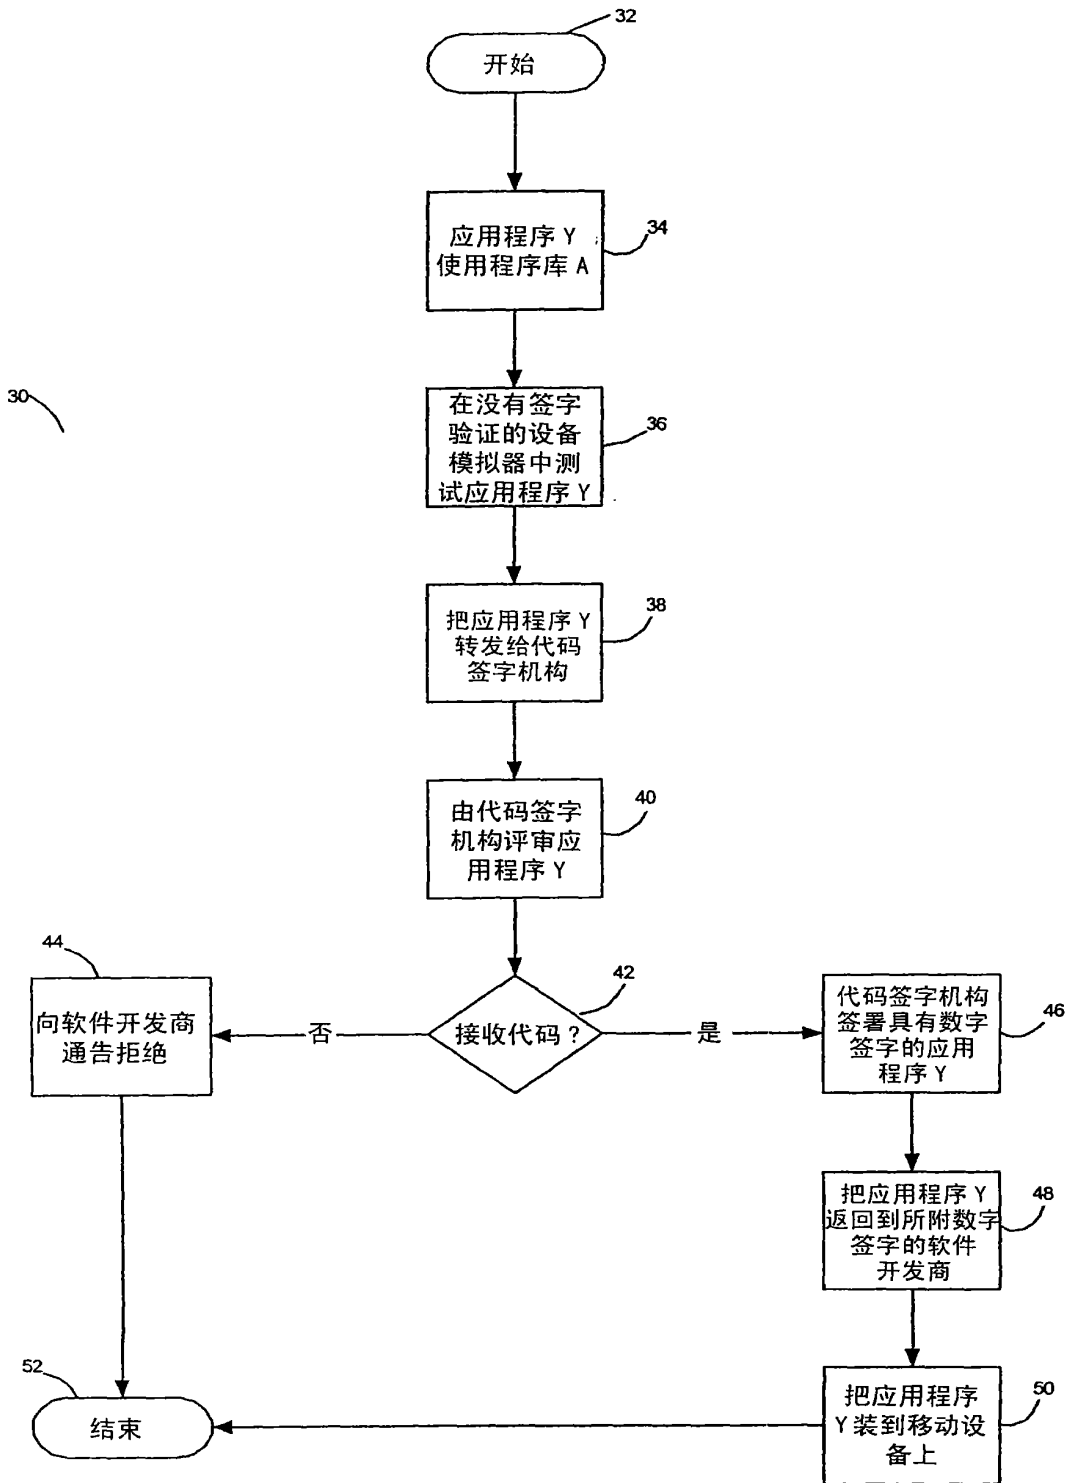 32
开始
应用程序 Y
使用程序库 A
34
30
在没有签字
验证的设备
模拟器中测
试应用程序 Y
36
把应用程序 Y
转发给代码
签字机构
38
由代码签字
机构评审应
用程序 Y
40
44
向软件开发商
通告拒绝
否
接收代码？
42
是
代码签字机构
签署具有数字
签字的应用
程序 Y
46
把应用程序 Y
返回到所附数字
签字的软件
开发商
48
52
结束
把应用程序
Y 装到移动设
备上
50